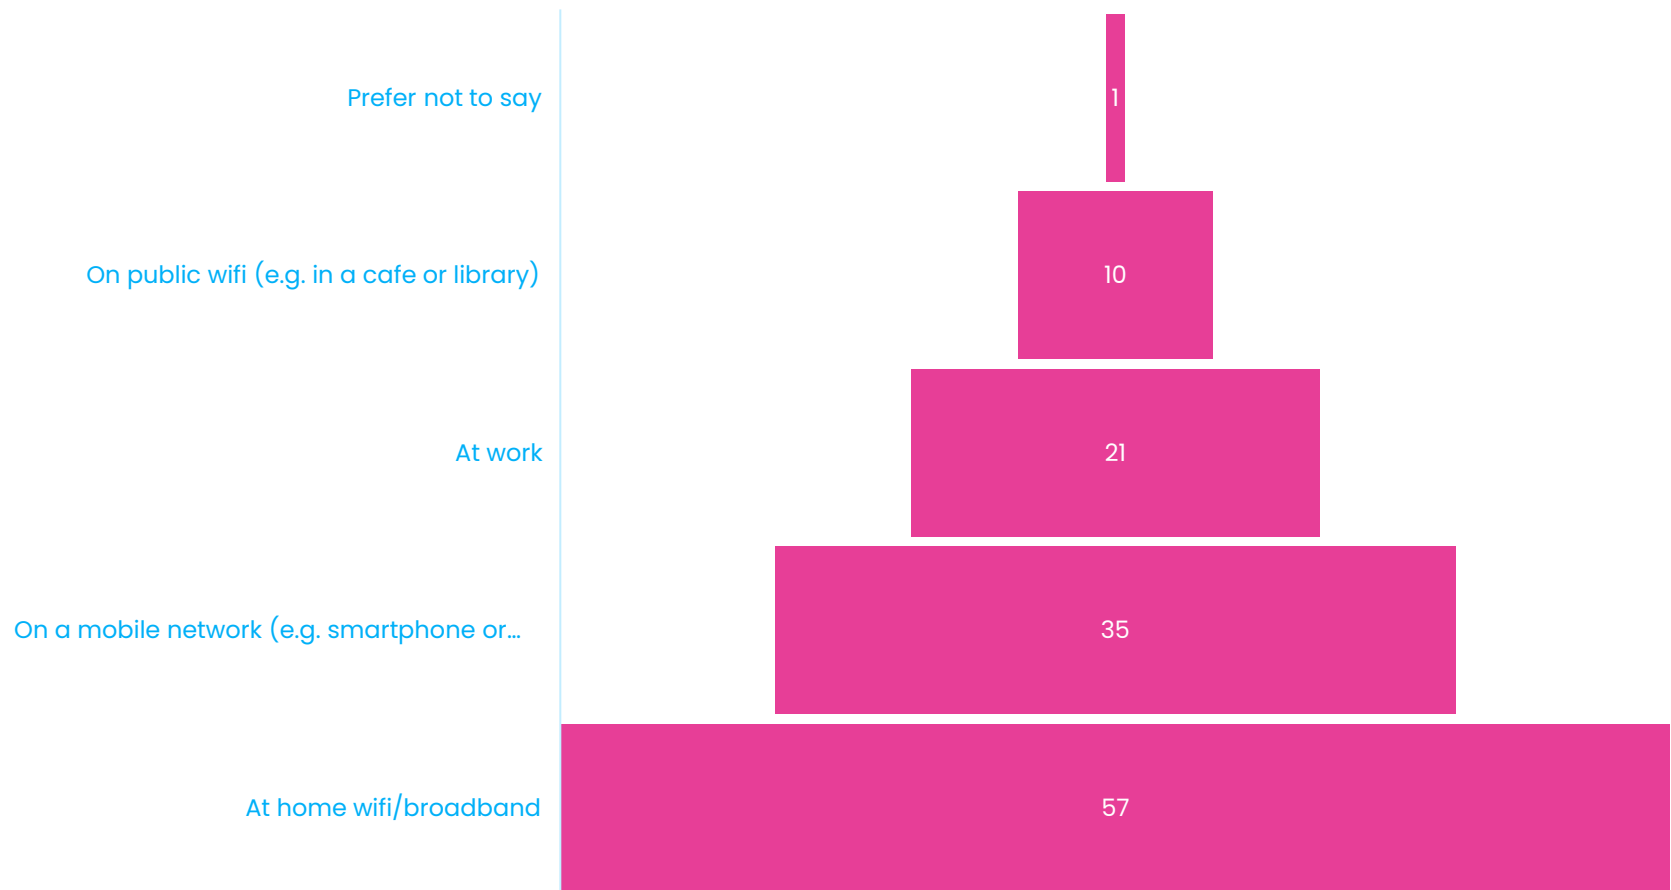 Prefer not to say
1
On public wifi (e.g. in a cafe or library)
10
At work
21
On a mobile network (e.g. smartphone or...
35
At home wifi/broadband
57